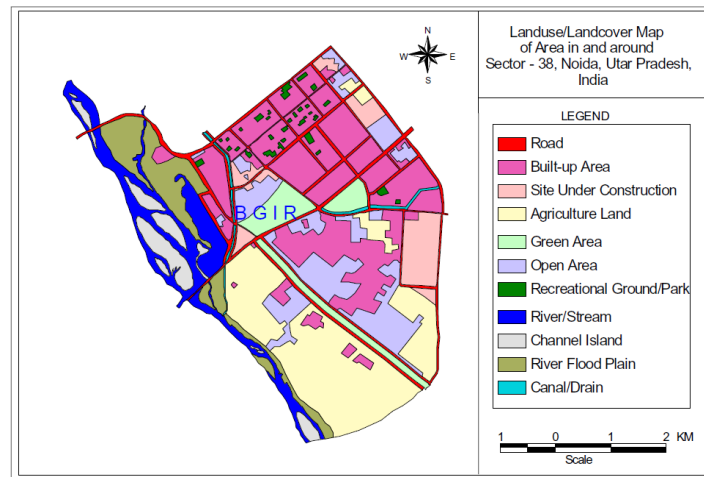 Landuse/Landcover Map
of Area in and around
Sector - 38, Noida, Utar Pradesh,
India
N
W E
S
BGIR
LEGEND
Road
Built-up Area
Site Under Construction
Agriculture Land
Green Area
Open Area
Recreational Ground/Park
River/Stream
Channel Island
River Flood Plain
Canal/Drain
1 0 1 2 KM
Scale